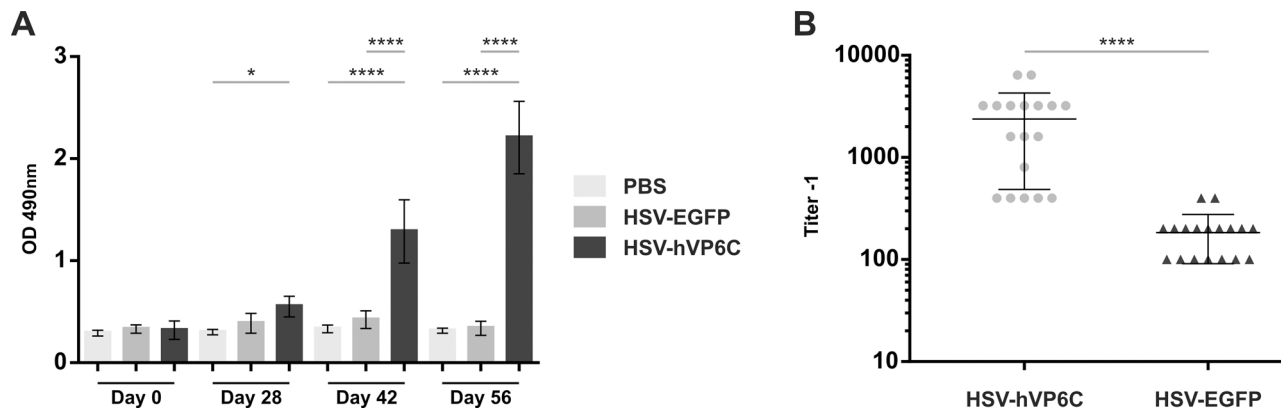 A
OD 490nm
3
2
1
0
*
****
****
****
****
Day 0
Day 28
Day 42
Day 56
PBS
HSV-EGFP
HSV-hVP6C
B
Titer -1
10000
1000
100
10
****
HSV-hVP6C
HSV-EGFP